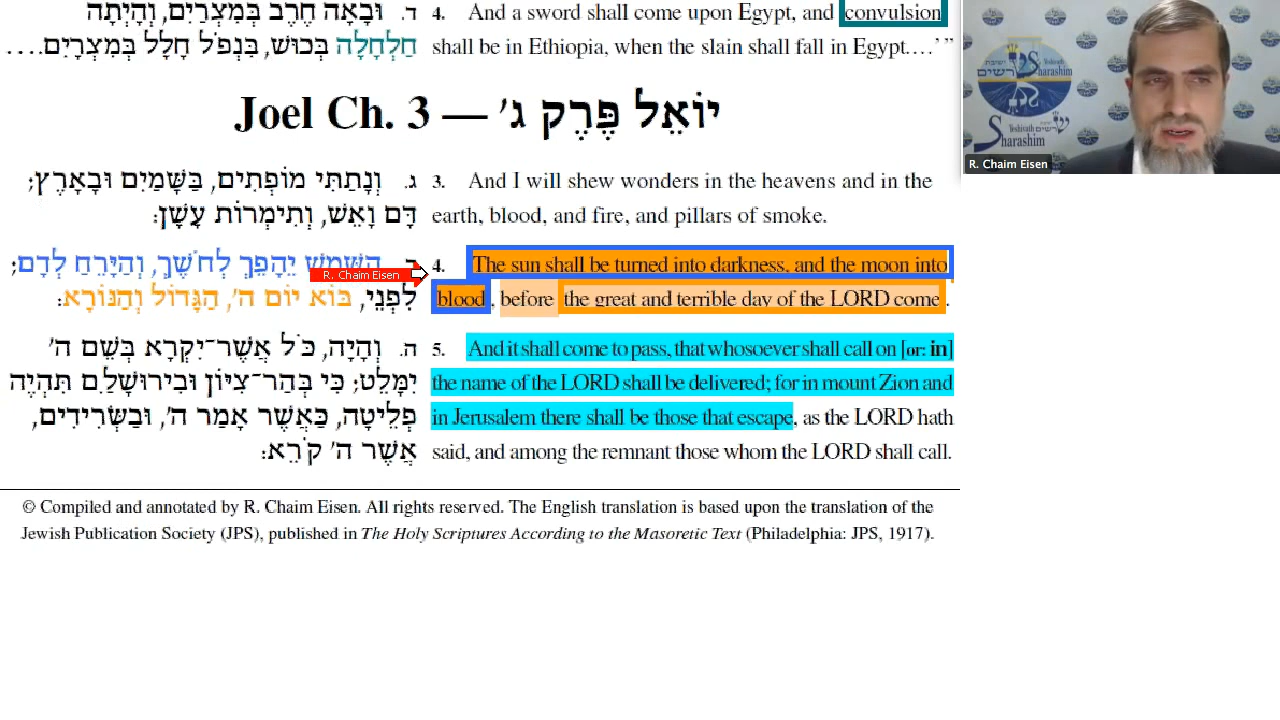 ד. וּבָאָה חֶרֶב בְּמִצְרַיִם, וְהָיְתָה
חַלְחָלָה בְּכוּשׁ, בִּנְפֹל חָלָל בְּמִצְרָיִם....
4. And a sword shall come upon Egypt, and convulsion
shall be in Ethiopia, when the slain shall fall in Egypt....’ ”
Joel Ch. 3 — יוֹאֵל פֶּרֶק ג’
ג. וְנָתַתִּי מוֹפְתִים, בַּשָּׁמַיִם וּבָאָרֶץ;
דָּם וָאֵשׁ, וְתִימְרוֹת עָשָׁן:
3. And I will shew wonders in the heavens and in the
earth, blood, and fire, and pillars of smoke.
הַשֶּׁמֶשׁ יֵהָפֵךְ לְחֹשֶׁךְ, וְהַיָּרֵחַ לְדָם;
לִפְנֵי, בּוֹא יוֹם ה’, הַגָּדוֹל וְהַנּוֹרָא:
4. The sun shall be turned into darkness, and the moon into
blood, before the great and terrible day of the LORD come.
ה. וְהָיָה, כֹּל אֲשֶׁר־יִקְרָא בְּשֵׁם ה’
יִמָּלֵט; כִּי בְּהַר־צִיּוֹן וּבִירוּשָׁלִַם תִּהְיֶה
פְלֵיטָה, כַּאֲשֶׁר אָמַר ה’, וּבַשְּׂרִידִים,
אֲשֶׁר ה’ קֹרֵא:
5. And it shall come to pass, that whosoever shall call on [or: in]
the name of the LORD shall be delivered; for in mount Zion and
in Jerusalem there shall be those that escape, as the LORD hath
said, and among the remnant those whom the LORD shall call.
© Compiled and annotated by R. Chaim Eisen. All rights reserved. The English translation is based upon the translation of the
Jewish Publication Society (JPS), published in The Holy Scriptures According to the Masoretic Text (Philadelphia: JPS, 1917).
R. Chaim Eisen
ישיבת
שרשים
Yeshivath
Sharashim
Yeshivath שרשים
Sharashim
R. Chaim Eisen